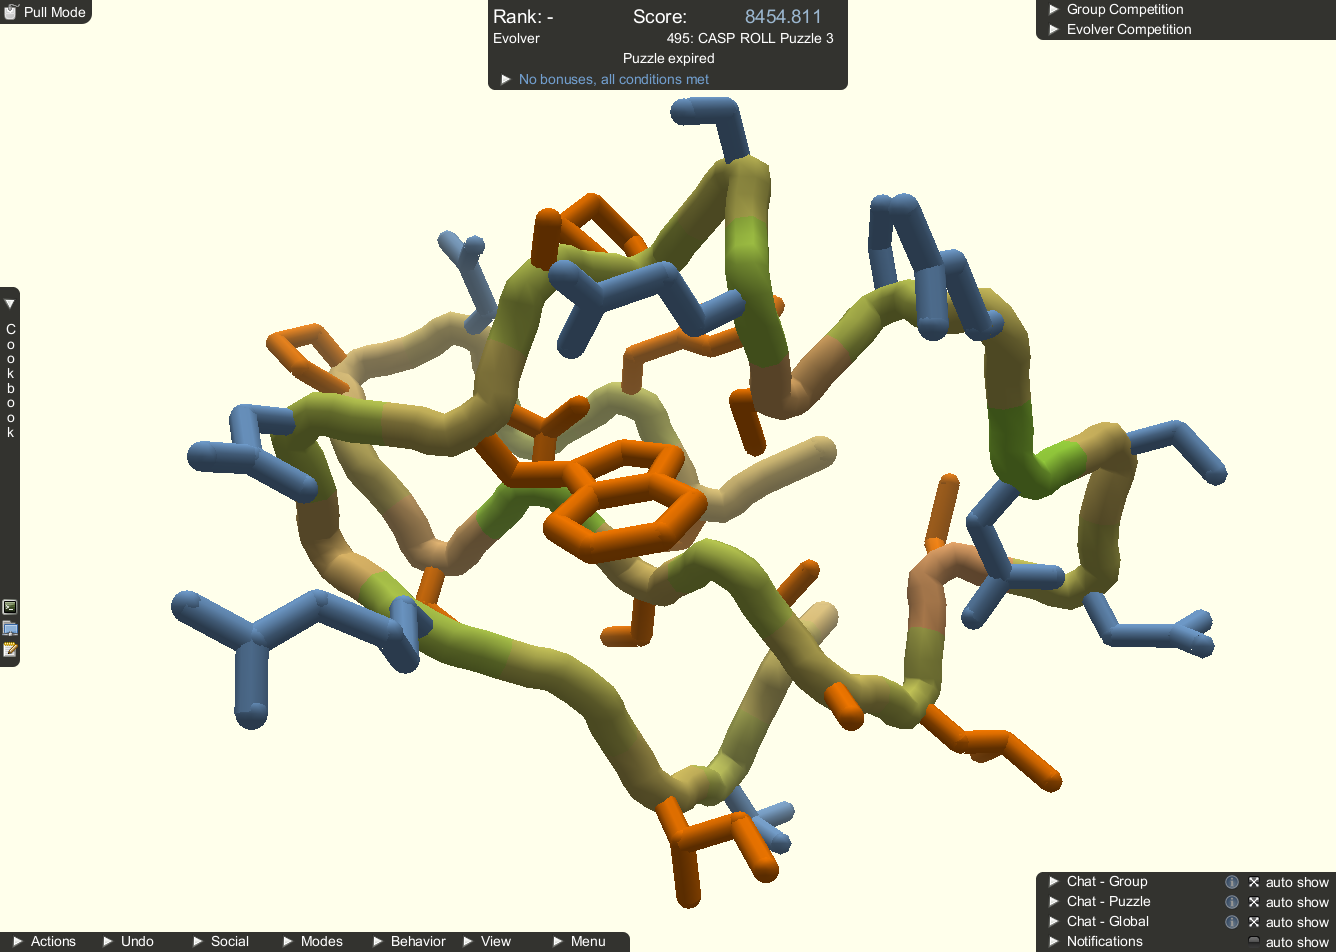 Pull Mode
Rank: - Score: 8454.811
Evolver 495: CASP ROLL Puzzle 3
Puzzle expired
No bonuses, all conditions met
Group Competition
Evolver Competition
C
o
o
k
b
o
o
k
Chat - Group auto show
Chat - Puzzle auto show
Chat - Global auto show
Notifications auto show
Actions Undo Social Modes Behavior View Menu